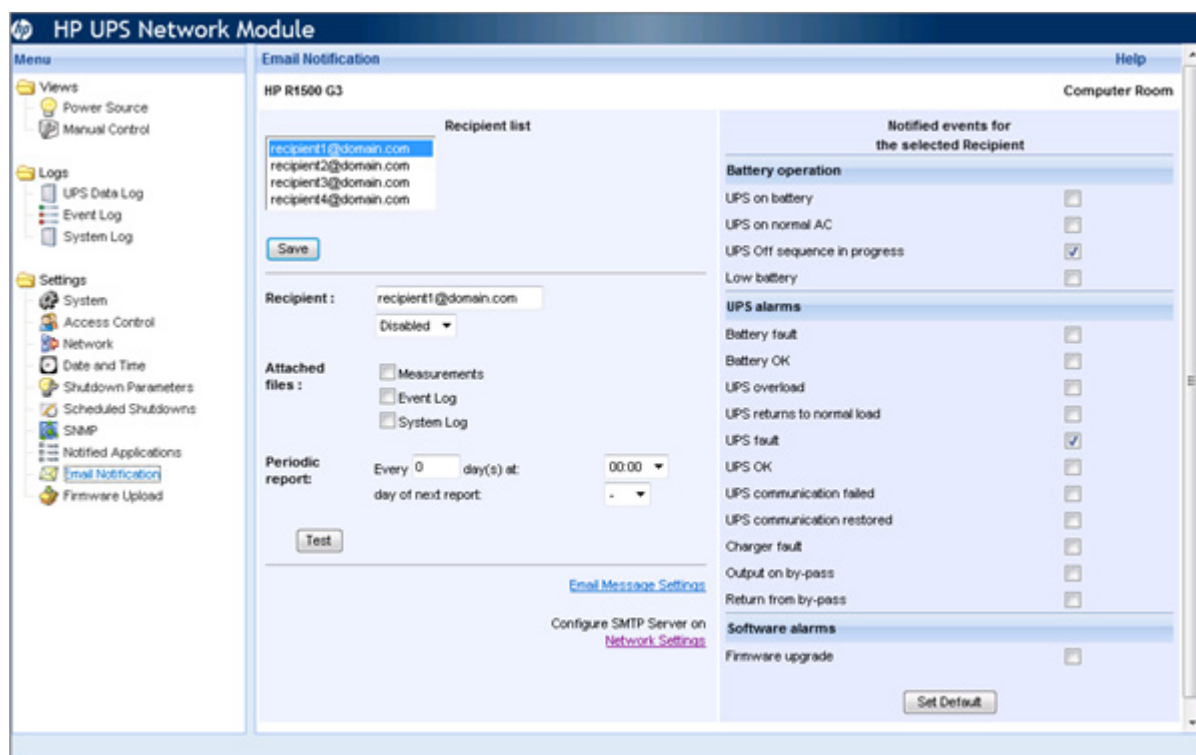 HP UPS Network Module
Menu
Views
Power Source
Manual Control
Logs
UPS Data Log
Event Log
System Log
Settings
System
Access Control
Network
Date and Time
Shutdown Parameters
Scheduled Shutdowns
SNMP
Notified Applications
Email Notification
Firmware Upload
Email Notification
Help
HP R1500 G3
Computer Room
Recipient list
recipient1@domain.com
recipient2@domain.com
recipient3@domain.com
recipient4@domain.com
Save
Recipient :
recipient1@domain.com
Disabled
Attached
files :
Measurements
Event Log
System Log
Periodic
report:
Every 0 day(s) at: 00:00
day of next report: -
Test
Email Message Settings
Configure SMTP Server on
Network Settings
Notified events for
the selected Recipient
Battery operation
UPS on battery
UPS on normal AC
UPS Off sequence in progress
Low battery
UPS alarms
Battery fault
Battery OK
UPS overload
UPS returns to normal load
UPS fault
UPS OK
UPS communication failed
UPS communication restored
Charger fault
Output on by-pass
Return from by-pass
Software alarms
Firmware upgrade
Set Default